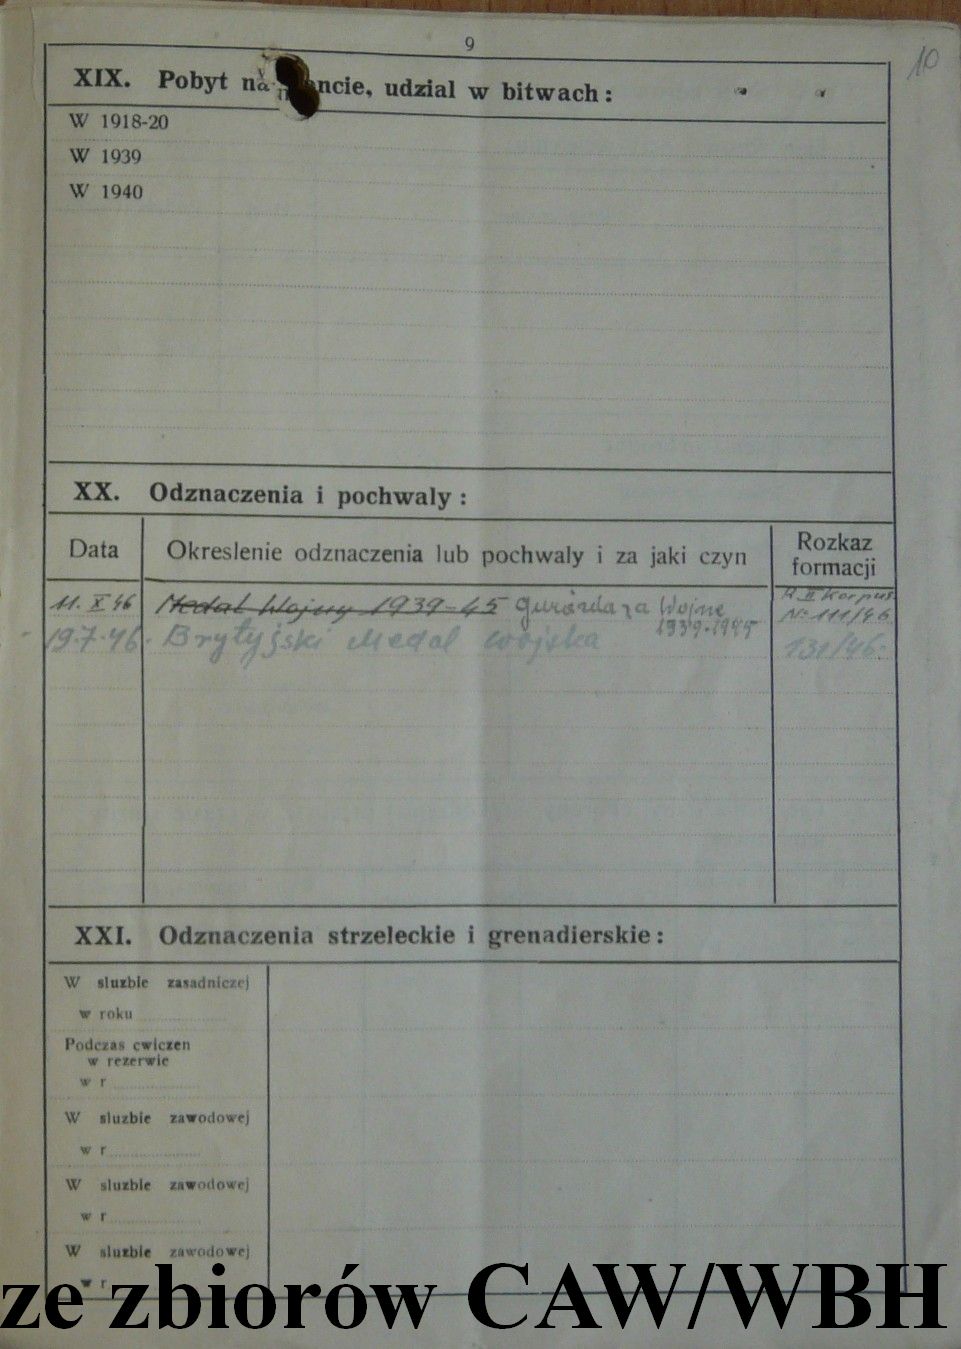 9
10
XIX. Pobyt na froncie, udzial w bitwach :
W 1918-20
W 1939
W 1940
XX. Odznaczenia i pochwaly :
Data
Okreslenie odznaczenia lub pochwaly i za jaki czyn
Rozkaz
formacji
11. X 46 Medal Wojny 1939-45 Gwiazda za Wojnę
1939-1945
II Korpus
Nr 111/46
19.7.46. Brytyjski Medal wojska 131/46.
XXI. Odznaczenia strzeleckie i grenadierskie :
W sluzbie zasadniczej
w roku
Podczas cwiczen
w rezerwie
w r
W sluzbie zawodowej
w r
W sluzbie zawodowej
w r
W sluzbie zawodowej
w r
ze zbiorów CAW/WBH